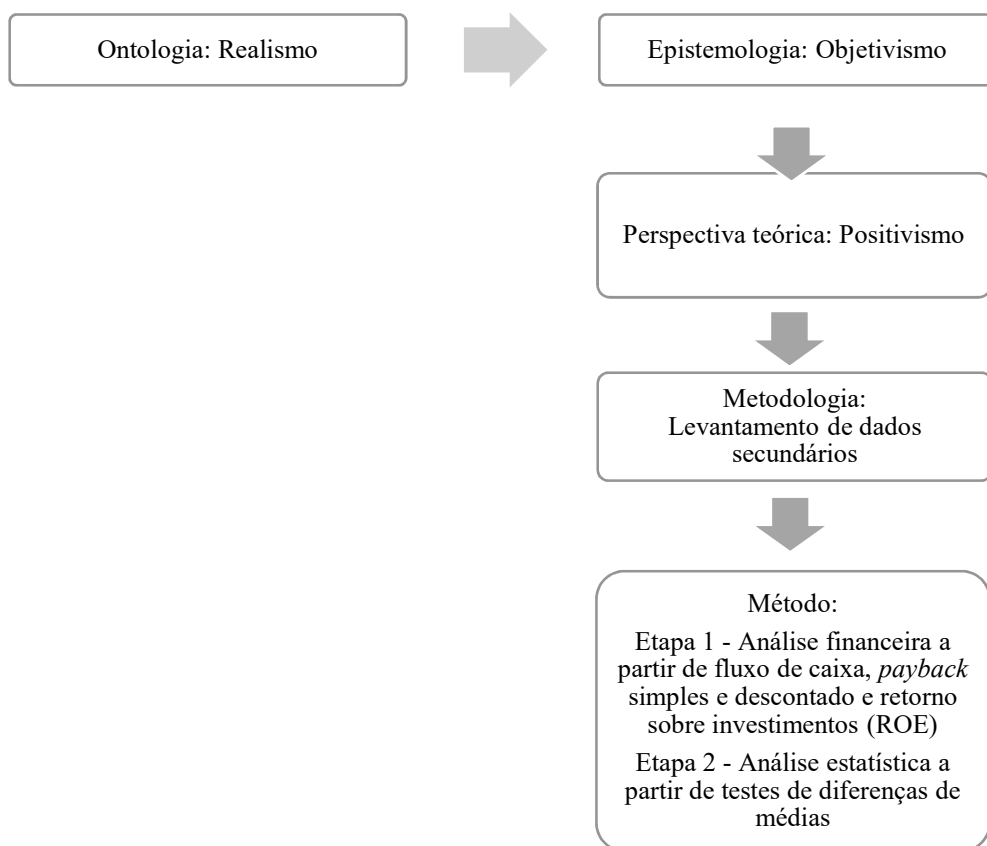 Ontologia: Realismo
Epistemologia: Objetivismo
Perspectiva teórica: Positivismo
Metodologia:
Levantamento de dados
secundários
Método:
Etapa 1 - Análise financeira a
partir de fluxo de caixa, payback
simples e descontado e retorno
sobre investimentos (ROE)
Etapa 2 - Análise estatística a
partir de testes de diferenças de
médias